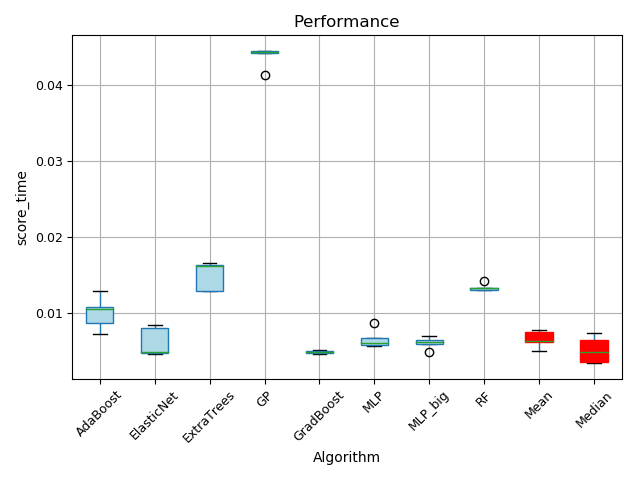 Performance
score_time
0.04
0.03
0.02
0.01
AdaBoost
ElasticNet
ExtraTrees
GP
GradBoost
MLP
MLP_big
RF
Mean
Median
Algorithm